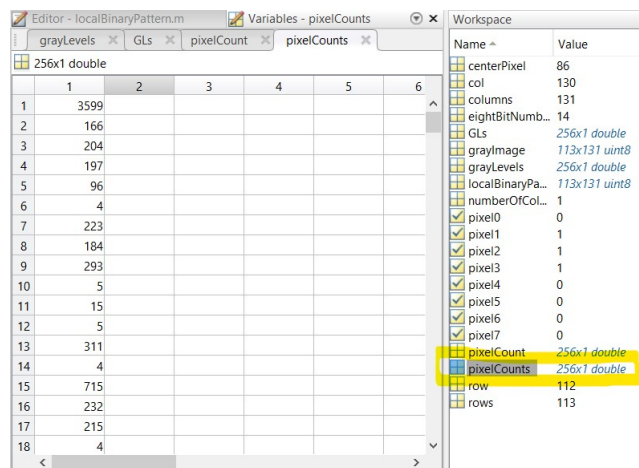 Editor - localBinaryPattern.m
Variables - pixelCounts
grayLevels
GLs
pixelCount
pixelCounts
256x1 double
1 2 3 4 5 6
1 3599
2 166
3 204
4 197
5 96
6 4
7 223
8 184
9 293
10 5
11 15
12 5
13 311
14 4
15 715
16 232
17 215
18 4
Workspace
Name Value
centerPixel 86
col 130
columns 131
eightBitNumb... 14
GLs 256x1 double
grayImage 113x131 uint8
grayLevels 256x1 double
localBinaryPa... 113x131 uint8
numberOfCol... 1
pixel0 0
pixel1 1
pixel2 1
pixel3 1
pixel4 0
pixel5 0
pixel6 0
pixel7 0
pixelCount 256x1 double
pixelCounts 256x1 double
row 112
rows 113